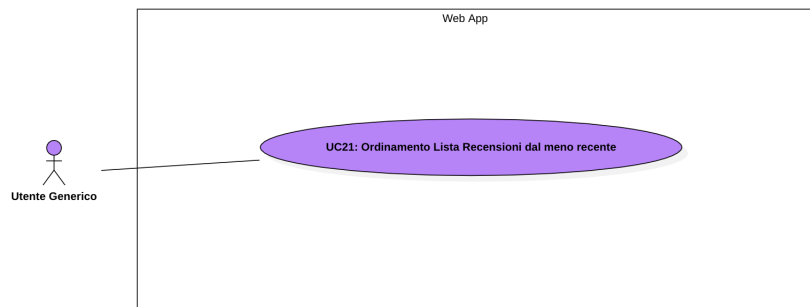 Web App
UC21: Ordinamento Lista Recensioni dal meno recente
Utente Generico